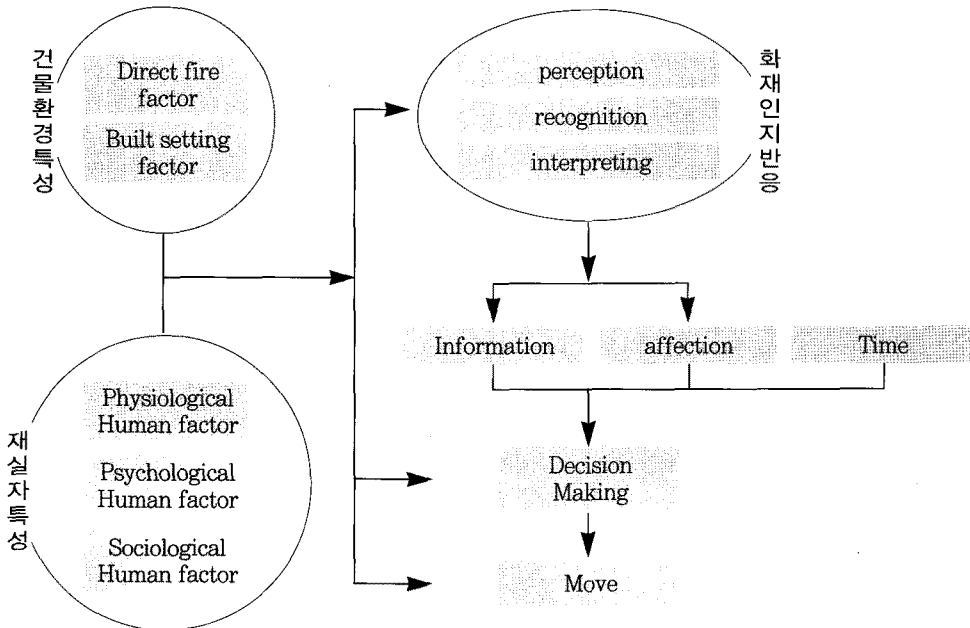 건물환경특성
Direct fire
factor
Built setting
factor
perception
recognition
interpreting
화재인지반응
Information
affection
Time
재실자특성
Physiological
Human factor
Psychological
Human factor
Sociological
Human factor
Decision
Making
Move